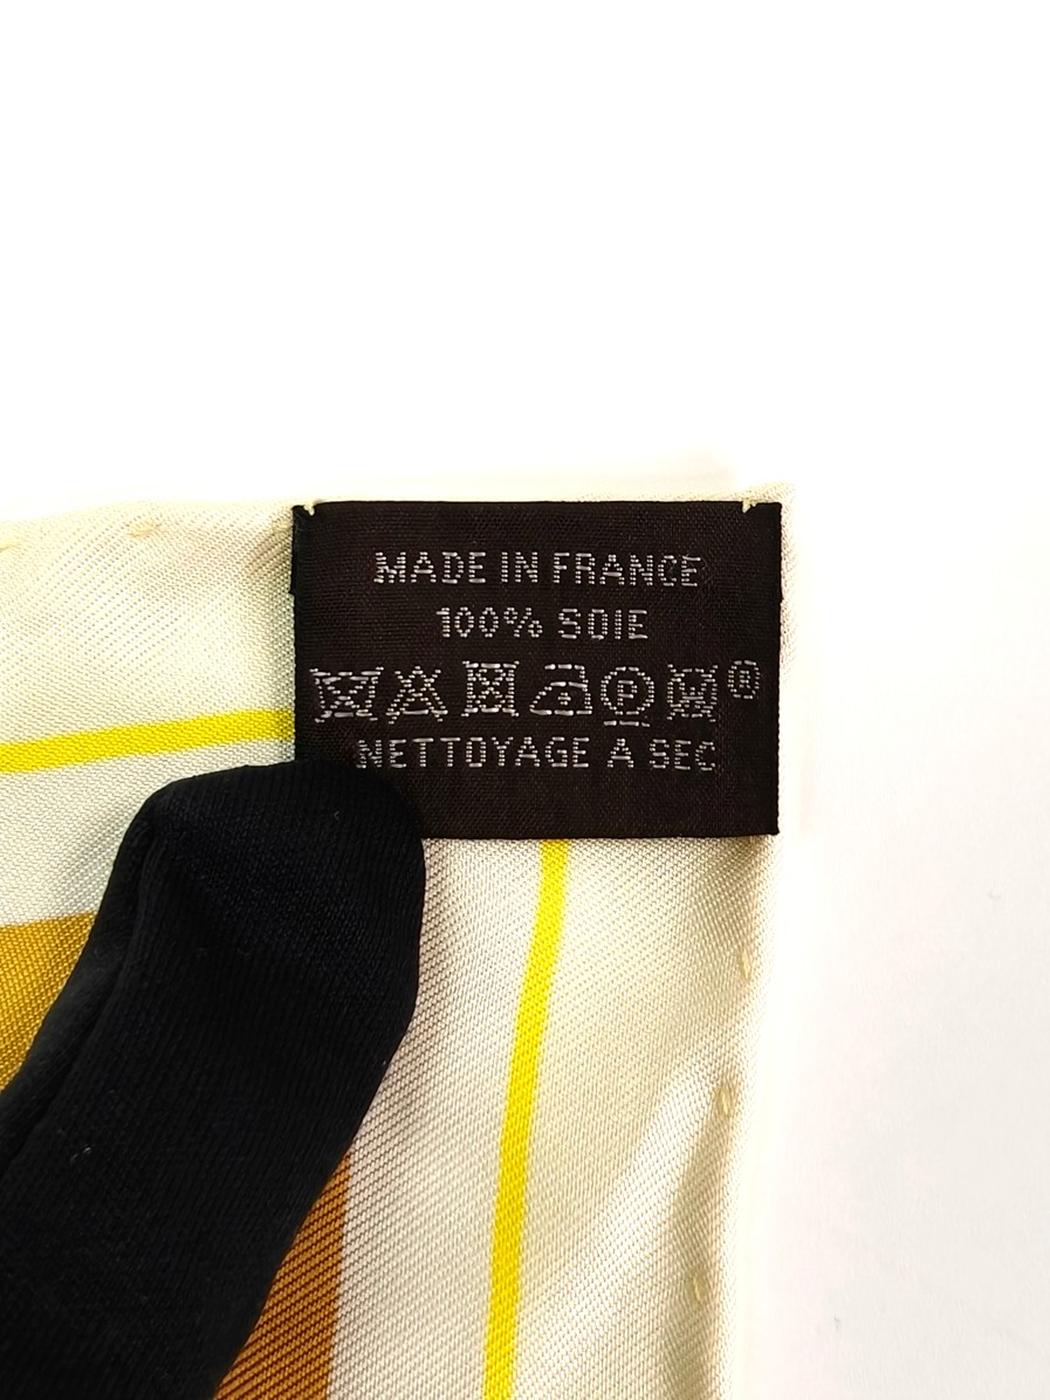 MADE IN FRANCE
100% SOIE
P W ®
NETTOYAGE A SEC